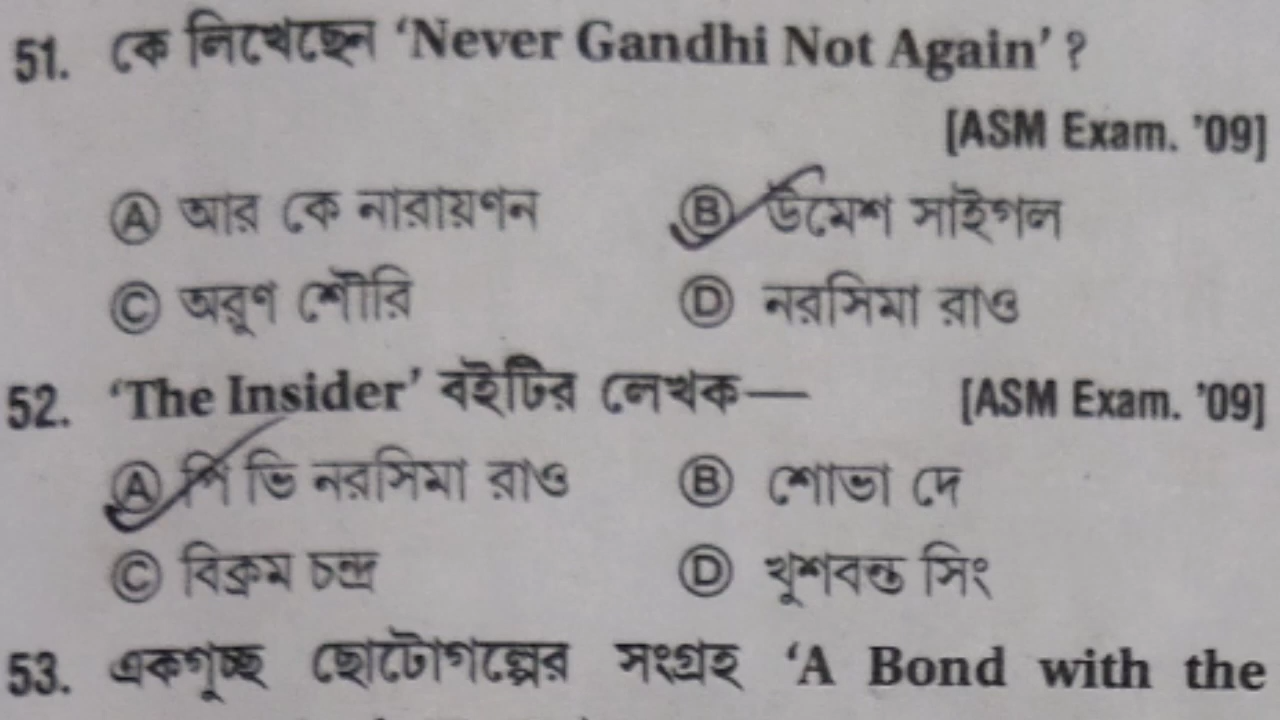 51. কে লিখেছেন ‘Never Gandhi Not Again’ ?
[ASM Exam. ’09]
Ⓐ আর কে নারায়ণন Ⓑ উমেশ সাইগল
Ⓒ অরুণ শৌরি Ⓓ নরসিমা রাও
52. ‘The Insider’ বইটির লেখক— [ASM Exam. ’09]
Ⓐ পি ভি নরসিমা রাও Ⓑ শোভা দে
Ⓒ বিক্রম চন্দ্র Ⓓ খুশবন্ত সিং
53. একগুচ্ছ ছোটোগল্পের সংগ্রহ ‘A Bond with the